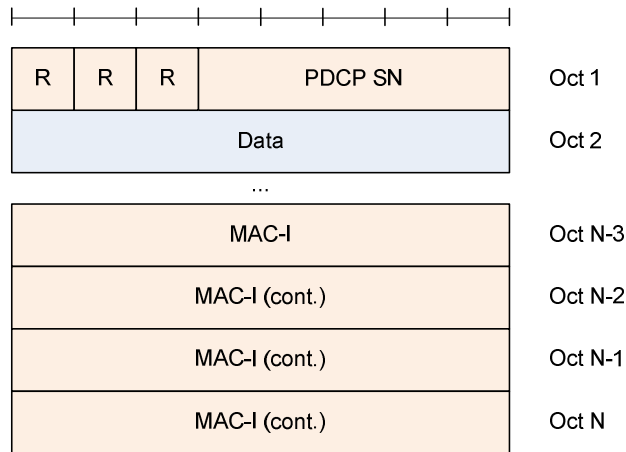 R R R PDCP SN Oct 1
Data Oct 2
...
MAC-I Oct N-3
MAC-I (cont.) Oct N-2
MAC-I (cont.) Oct N-1
MAC-I (cont.) Oct N